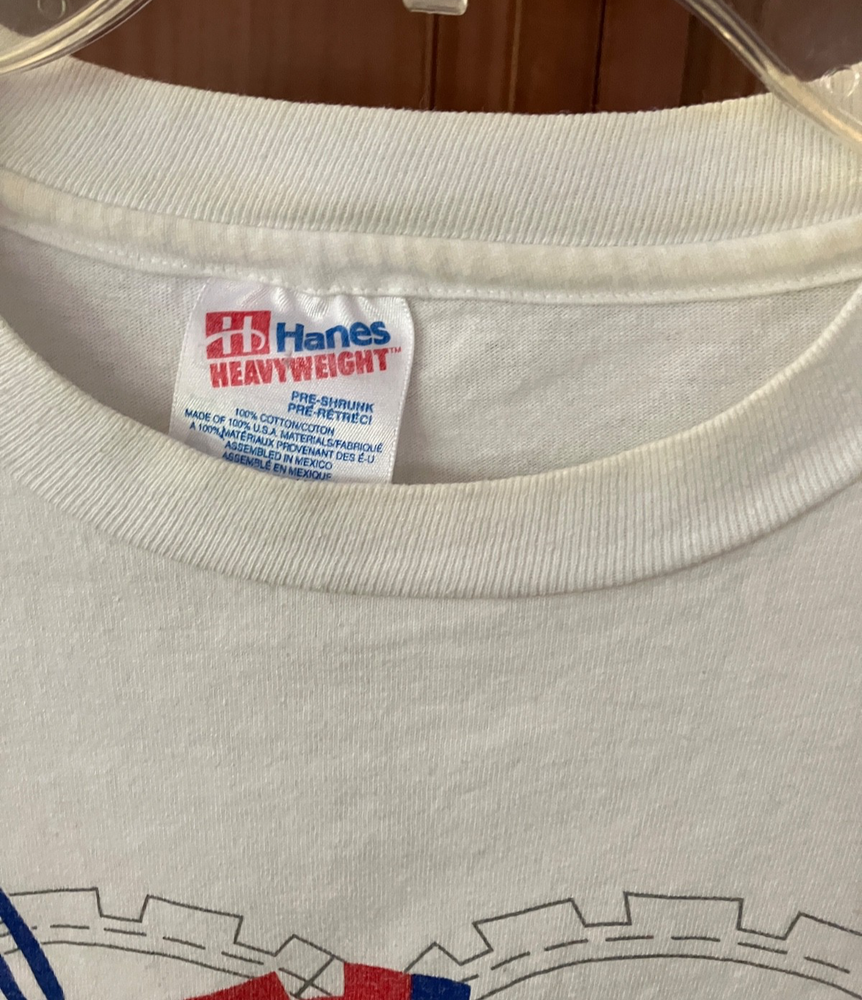 Hanes
HEAVYWEIGHT™
PRE-SHRUNK
PRÉ-RÉTRÉCI
100% COTTON/COTON
MADE OF 100% U.S.A. MATERIALS/FABRIQUÉ
A 100% MATÉRIAUX PROVENANT DES É-U
ASSEMBLED IN MEXICO
ASSEMBLÉ EN MEXIQUE